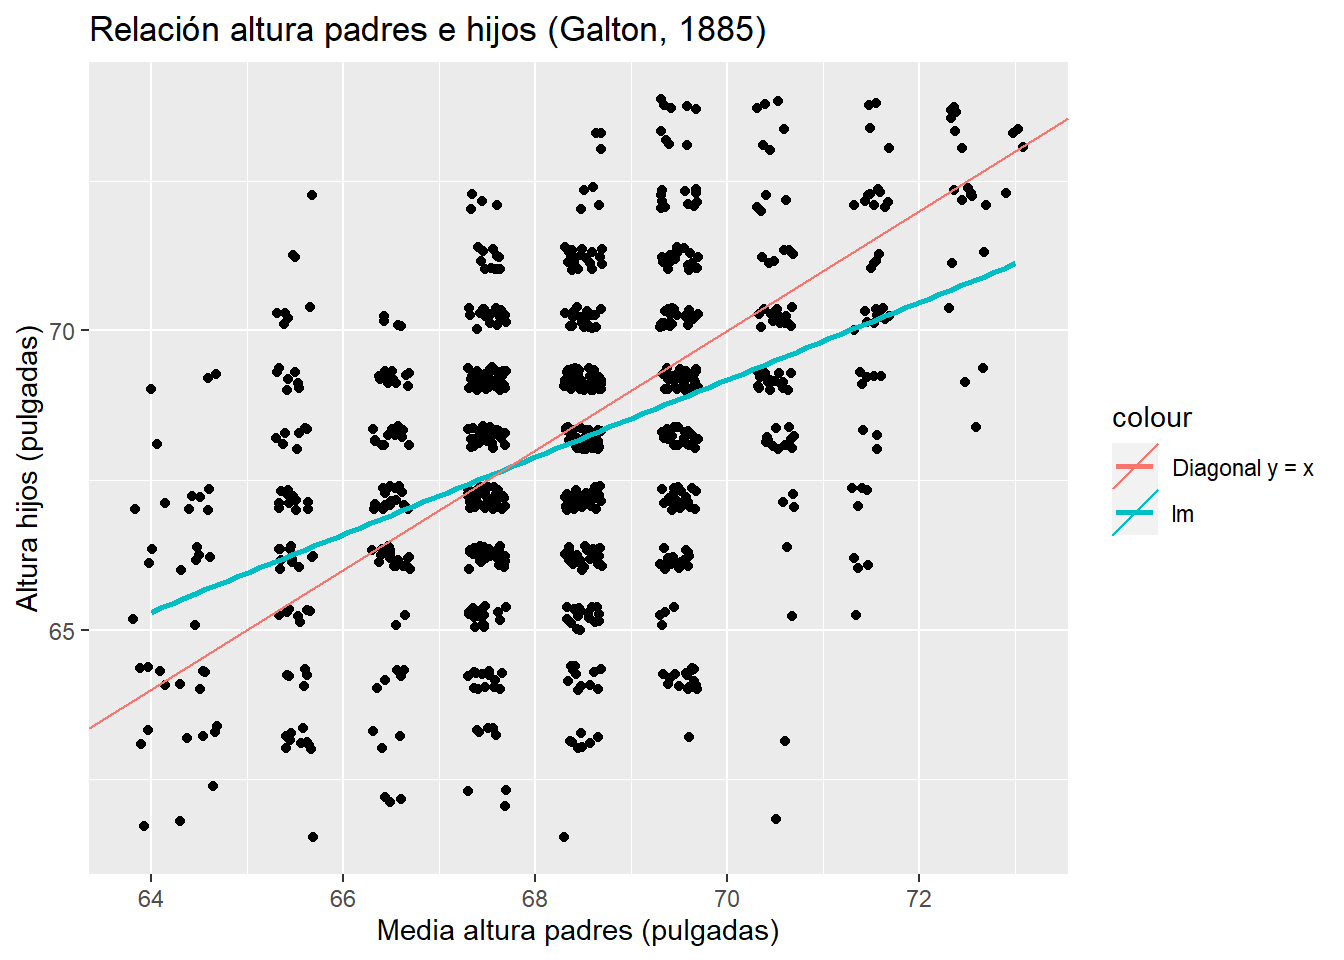 Relación altura padres e hijos (Galton, 1885)
Altura hijos (pulgadas)
70
65
64
66
68
70
72
Media altura padres (pulgadas)
colour
Diagonal y = x
lm